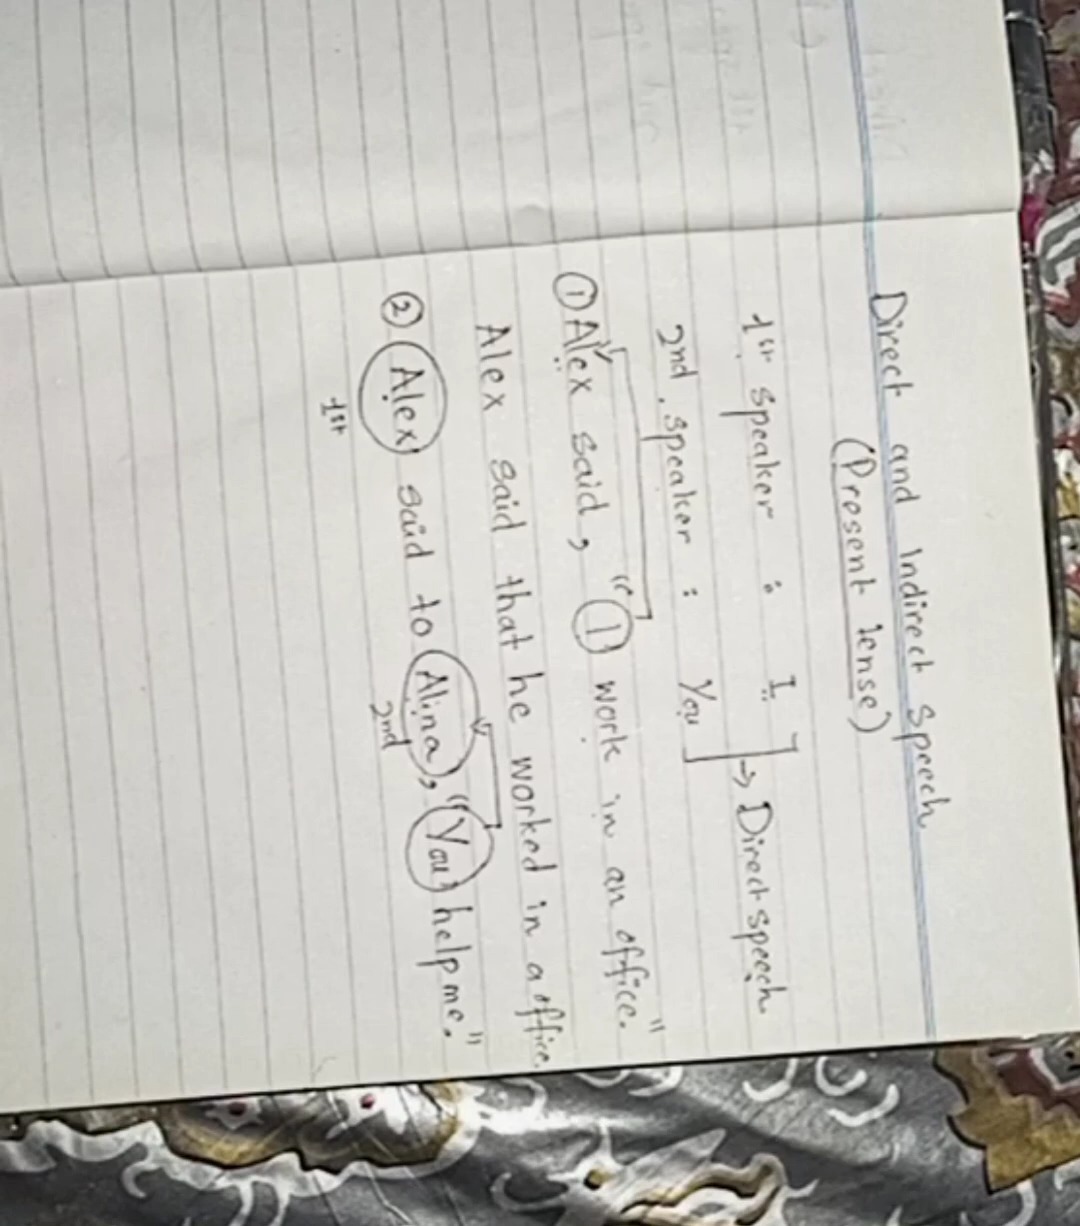 Direct and Indirect Speech
(Present Tense)
1st speaker : I
2nd speaker : You → Direct speech
① Alex said, "I work in an office."
Alex said that he worked in a office.
② Alex said to Alina, "You help me."
1st 2nd